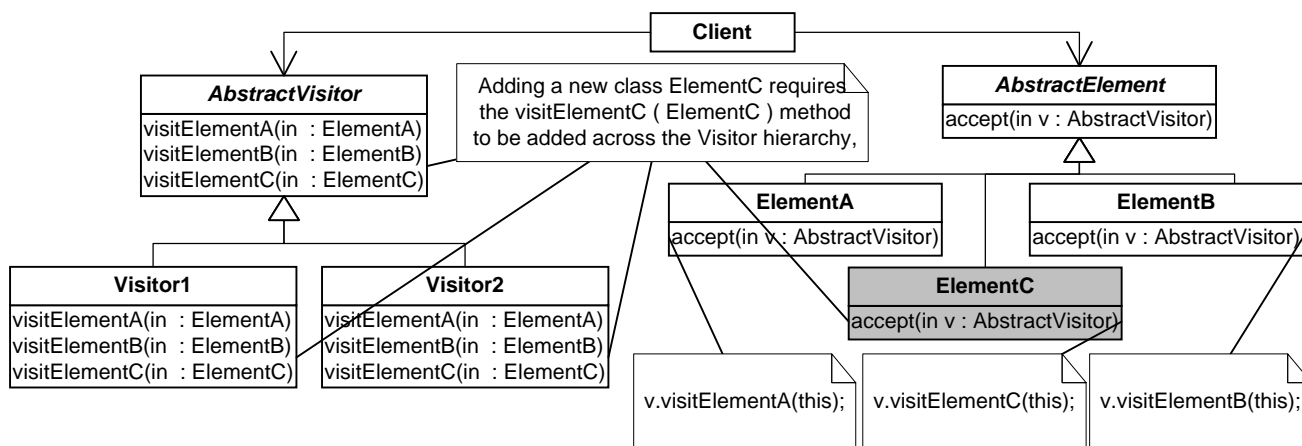 Client
AbstractVisitor
visitElementA(in  : ElementA)
visitElementB(in  : ElementB)
visitElementC(in  : ElementC)
Adding a new class ElementC requires
the visitElementC ( ElementC ) method
to be added across the Visitor hierarchy,
AbstractElement
accept(in v : AbstractVisitor)
ElementA
accept(in v : AbstractVisitor)
ElementB
accept(in v : AbstractVisitor)
Visitor1
visitElementA(in  : ElementA)
visitElementB(in  : ElementB)
visitElementC(in  : ElementC)
Visitor2
visitElementA(in  : ElementA)
visitElementB(in  : ElementB)
visitElementC(in  : ElementC)
ElementC
accept(in v : AbstractVisitor)
v.visitElementA(this);
v.visitElementC(this);
v.visitElementB(this);